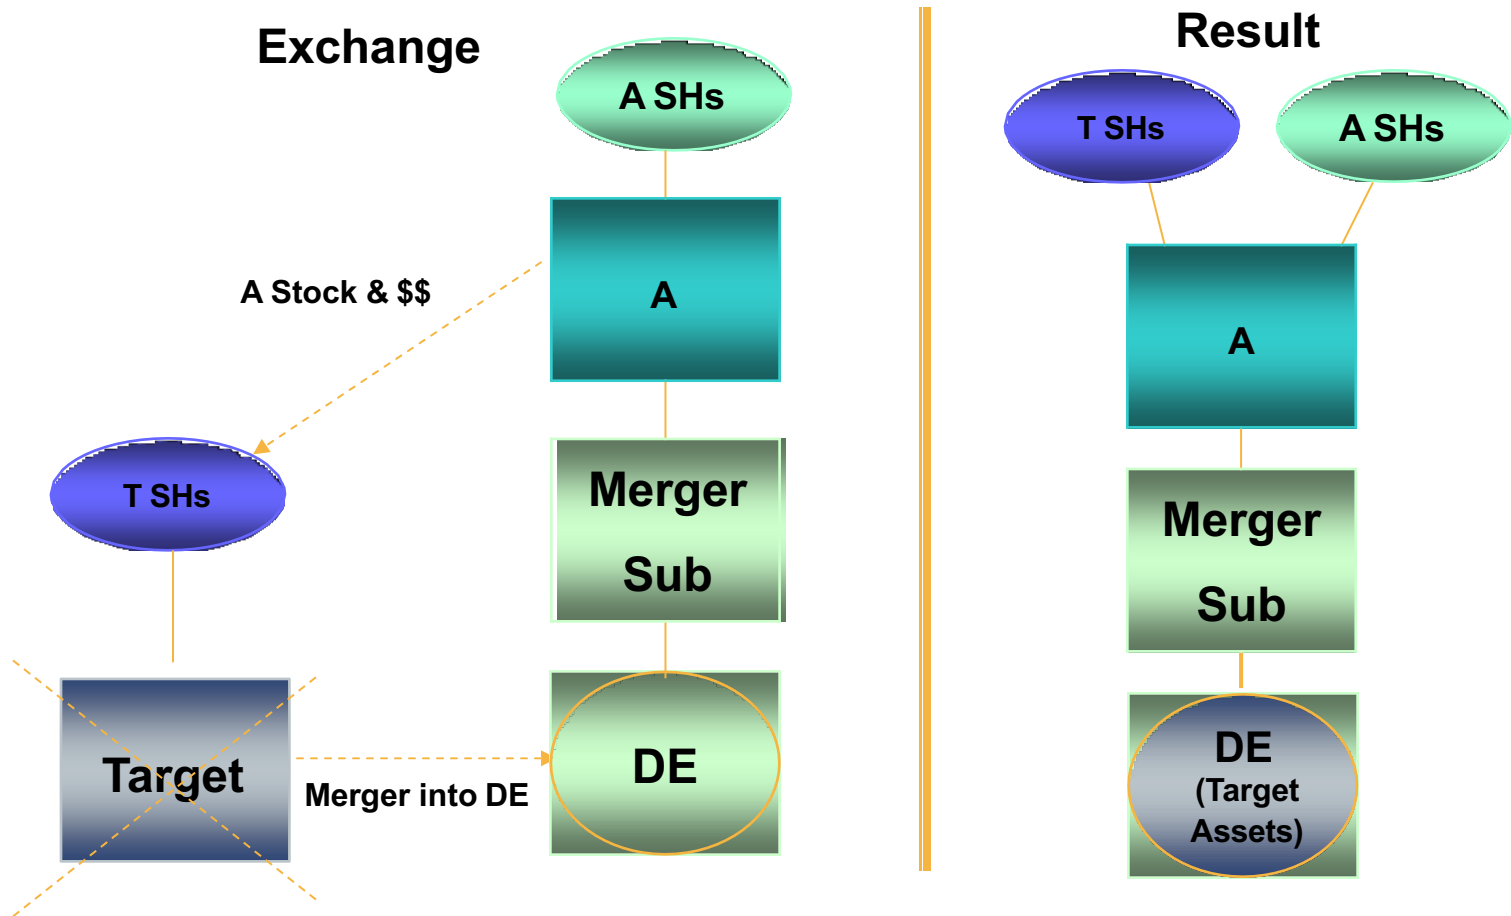 Exchange
A SHs
A
A Stock & $$
T SHs
Merger
Sub
Target
Merger into DE
DE
Result
T SHs
A SHs
A
Merger
Sub
DE
(Target
Assets)